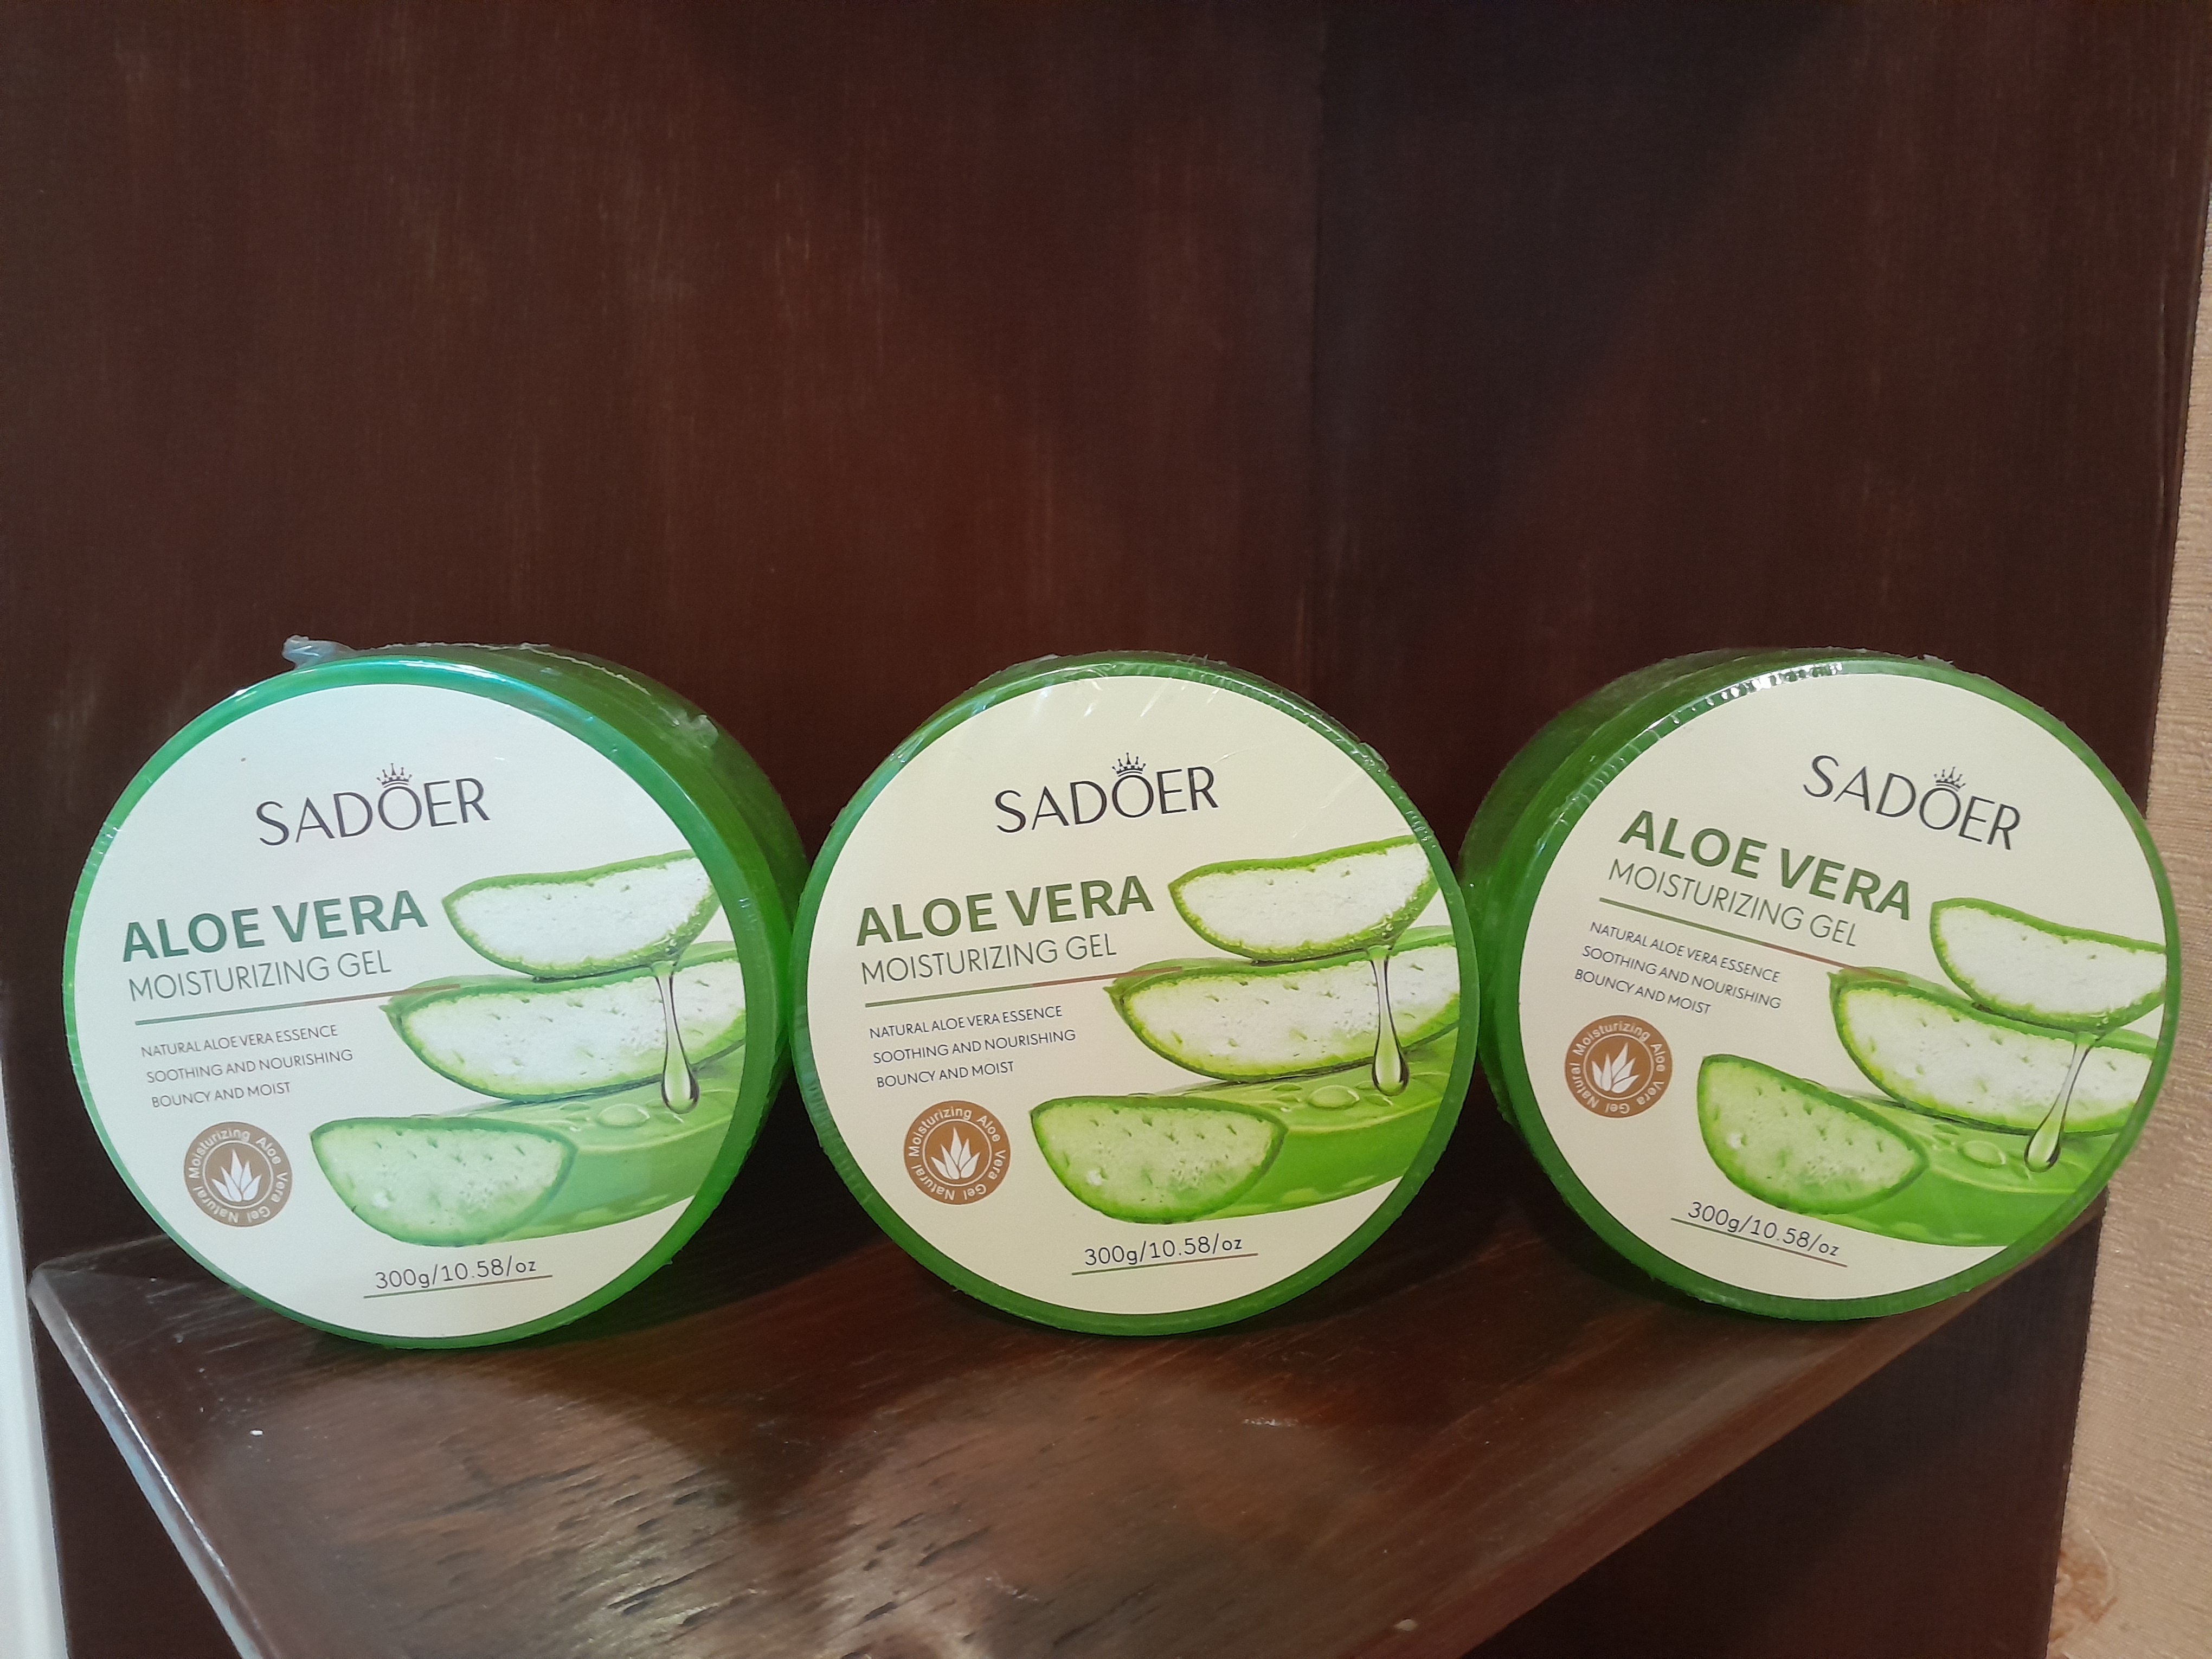 SADOER
ALOE VERA
MOISTURIZING GEL
NATURAL ALOE VERA ESSENCE
SOOTHING AND NOURISHING
BOUNCY AND MOIST
Natural Moisturizing Aloe Vera Gel
300g/10.58/oz
SADOER
ALOE VERA
MOISTURIZING GEL
NATURAL ALOE VERA ESSENCE
SOOTHING AND NOURISHING
BOUNCY AND MOIST
Natural Moisturizing Aloe Vera Gel
300g/10.58/oz
SADOER
ALOE VERA
MOISTURIZING GEL
NATURAL ALOE VERA ESSENCE
SOOTHING AND NOURISHING
BOUNCY AND MOIST
Natural Moisturizing Aloe Vera Gel
300g/10.58/oz